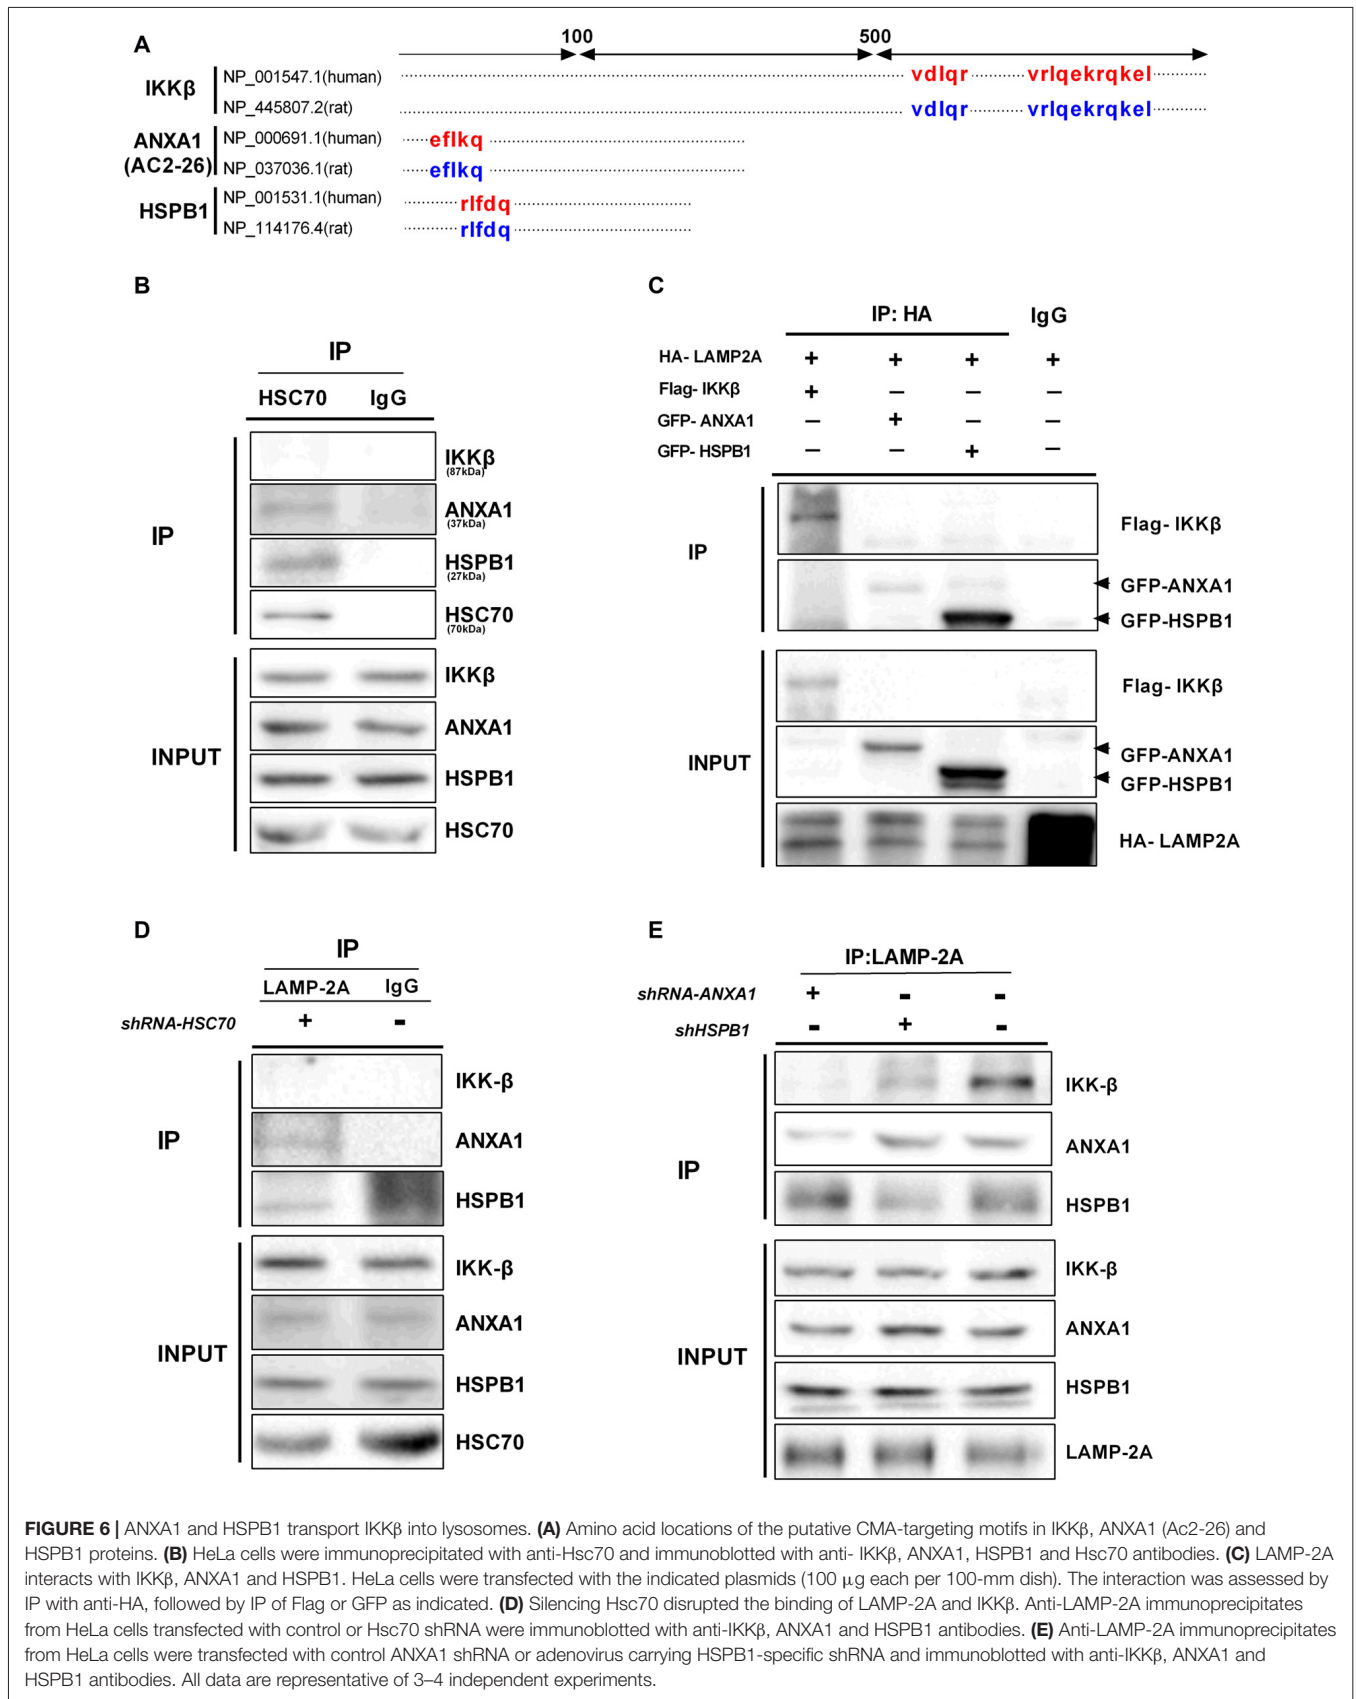 A
100 500
IKKβ
NP_001547.1(human) vdlqr vrlqekrqkel
NP_445807.2(rat) vdlqr vrlqekrqkel
ANXA1
(AC2-26)
NP_000691.1(human) eflkq
NP_037036.1(rat) eflkq
HSPB1
NP_001531.1(human) rlfdq
NP_114176.4(rat) rlfdq
B
IP
HSC70 IgG
IP
IKKβ
(87kDa)
ANXA1
(37kDa)
HSPB1
(27kDa)
HSC70
(70kDa)
INPUT
IKKβ
ANXA1
HSPB1
HSC70
C
IP: HA IgG
HA- LAMP2A + + + +
Flag- IKKβ + – – –
GFP- ANXA1 – + – –
GFP- HSPB1 – – + –
IP
Flag- IKKβ
GFP-ANXA1
GFP-HSPB1
INPUT
Flag- IKKβ
GFP-ANXA1
GFP-HSPB1
HA- LAMP2A
D
IP
LAMP-2A IgG
shRNA-HSC70 + -
IP
IKK-β
ANXA1
HSPB1
INPUT
IKK-β
ANXA1
HSPB1
HSC70
E
IP:LAMP-2A
shRNA-ANXA1 + - -
shHSPB1 - + -
IP
IKK-β
ANXA1
HSPB1
INPUT
IKK-β
ANXA1
HSPB1
LAMP-2A
FIGURE 6 | ANXA1 and HSPB1 transport IKKβ into lysosomes. (A) Amino acid locations of the putative CMA-targeting motifs in IKKβ, ANXA1 (Ac2-26) and
HSPB1 proteins. (B) HeLa cells were immunoprecipitated with anti-Hsc70 and immunoblotted with anti- IKKβ, ANXA1, HSPB1 and Hsc70 antibodies. (C) LAMP-2A
interacts with IKKβ, ANXA1 and HSPB1. HeLa cells were transfected with the indicated plasmids (100 μg each per 100-mm dish). The interaction was assessed by
IP with anti-HA, followed by IP of Flag or GFP as indicated. (D) Silencing Hsc70 disrupted the binding of LAMP-2A and IKKβ. Anti-LAMP-2A immunoprecipitates
from HeLa cells transfected with control or Hsc70 shRNA were immunoblotted with anti-IKKβ, ANXA1 and HSPB1 antibodies. (E) Anti-LAMP-2A immunoprecipitates
from HeLa cells were transfected with control ANXA1 shRNA or adenovirus carrying HSPB1-specific shRNA and immunoblotted with anti-IKKβ, ANXA1 and
HSPB1 antibodies. All data are representative of 3–4 independent experiments.